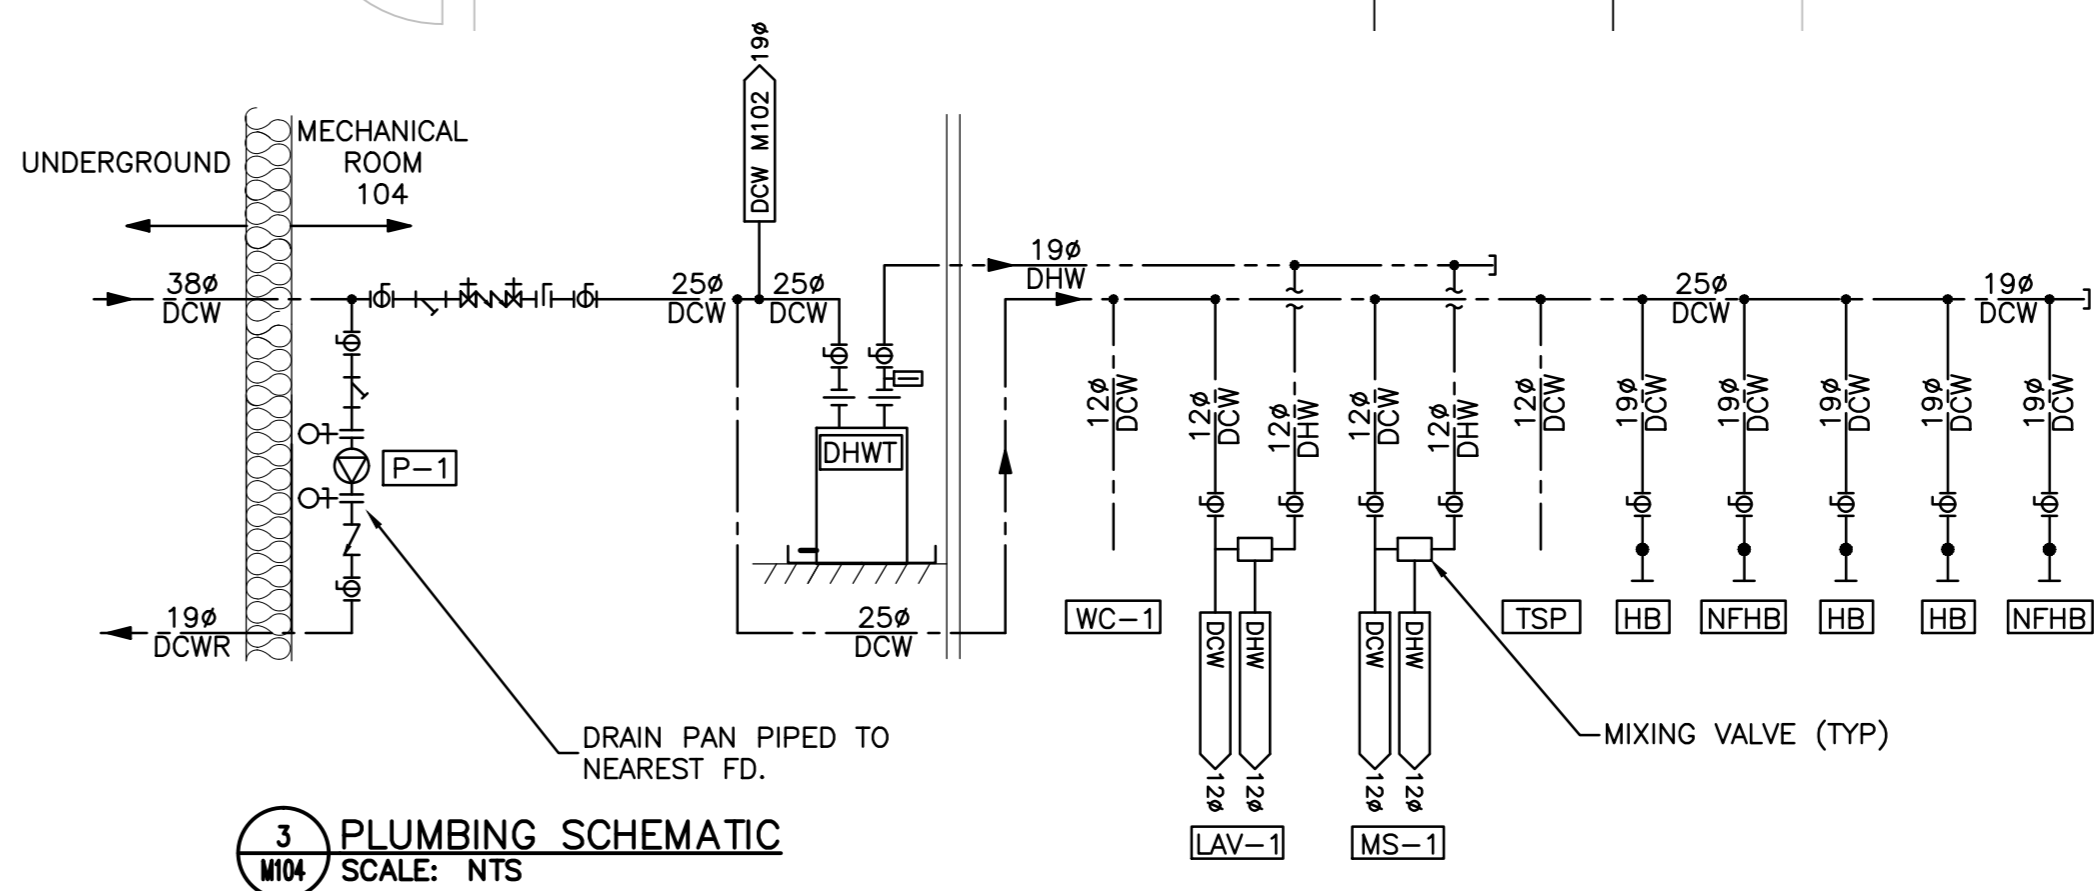 UNDERGROUND
MECHANICAL
ROOM
104
38ø
DCW
19ø
DCWR
P-1
25ø
DCW
25ø
DCW
DCW M102
19ø
DHWT
25ø
DCW
19ø
DHW
25ø
DCW
19ø
DCW
12ø
DCW
12ø
DCW
12ø
DHW
12ø
DCW
12ø
DHW
12ø
DCW
19ø
DCW
19ø
DCW
19ø
DCW
19ø
DCW
19ø
DCW
WC-1
DCW
DHW
DCW
DHW
TSP
HB
NFHB
HB
HB
NFHB
12ø
12ø
12ø
12ø
LAV-1
MS-1
MIXING VALVE (TYP)
DRAIN PAN PIPED TO
NEAREST FD.
3
M104
PLUMBING SCHEMATIC
SCALE: NTS